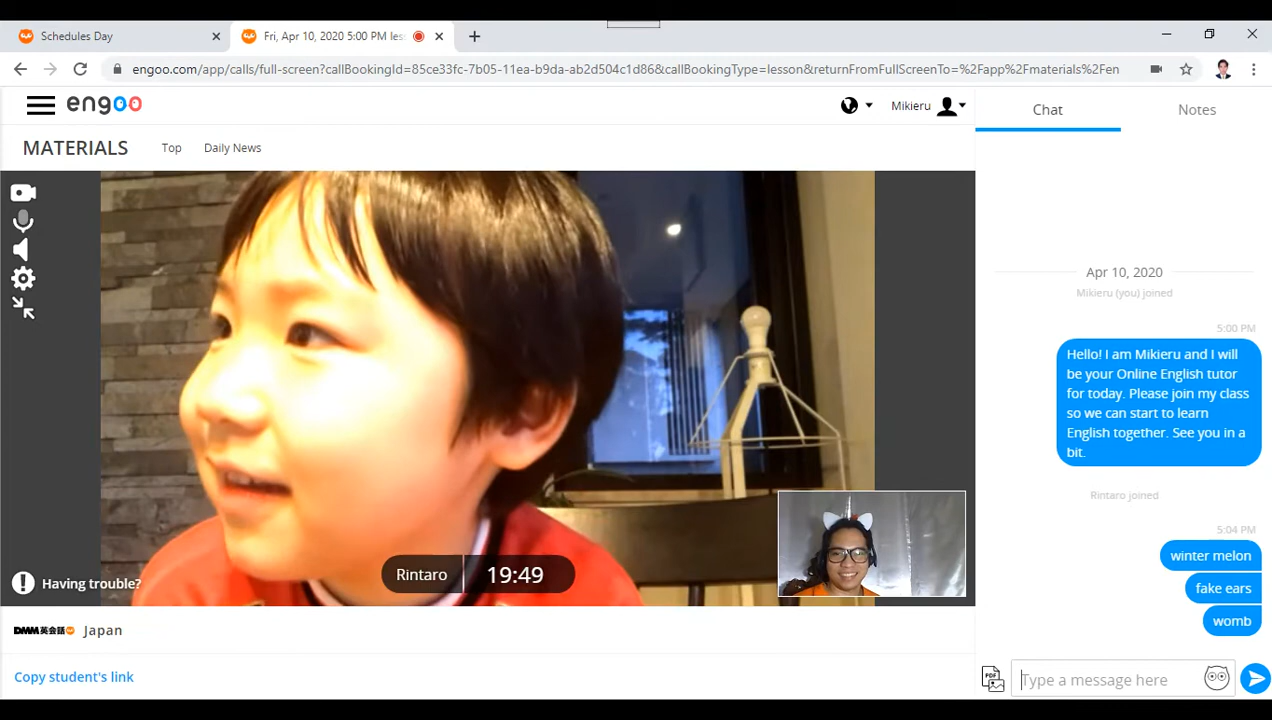 Schedules Day
Fri, Apr 10, 2020 5:00 PM les
engoo.com/app/calls/full-screen?callBookingId=85ce33fc-7b05-11ea-b9da-ab2d504c1d86&callBookingType=lesson&returnFromFullScreenTo=%2Fapp%2Fmaterials%2Fen
engoo
Mikieru
Chat
Notes
MATERIALS
Top
Daily News
Apr 10, 2020
Mikieru (you) joined
5:00 PM
Hello! I am Mikieru and I will
be your Online English tutor
for today. Please join my class
so we can start to learn
English together. See you in a
bit.
Rintaro joined
5:04 PM
winter melon
fake ears
womb
Rintaro
19:49
Having trouble?
DMM英会話
Japan
Copy student's link
PDF
Type a message here